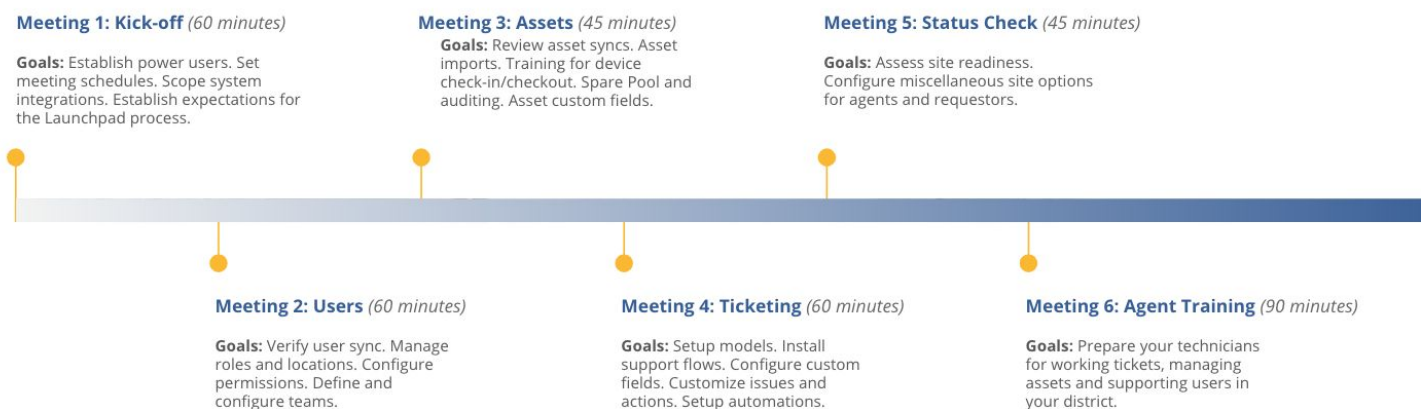 Meeting 1: Kick-off (60 minutes)
Goals: Establish power users. Set
meeting schedules. Scope system
integrations. Establish expectations for
the Launchpad process.
Meeting 3: Assets (45 minutes)
Goals: Review asset syncs. Asset
imports. Training for device
check-in/checkout. Spare Pool and
auditing. Asset custom fields.
Meeting 5: Status Check (45 minutes)
Goals: Assess site readiness.
Configure miscellaneous site options
for agents and requestors.
Meeting 2: Users (60 minutes)
Goals: Verify user sync. Manage
roles and locations. Configure
permissions. Define and
configure teams.
Meeting 4: Ticketing (60 minutes)
Goals: Setup models. Install
support flows. Configure custom
fields. Customize issues and
actions. Setup automations.
Meeting 6: Agent Training (90 minutes)
Goals: Prepare your technicians
for working tickets, managing
assets and supporting users in
your district.